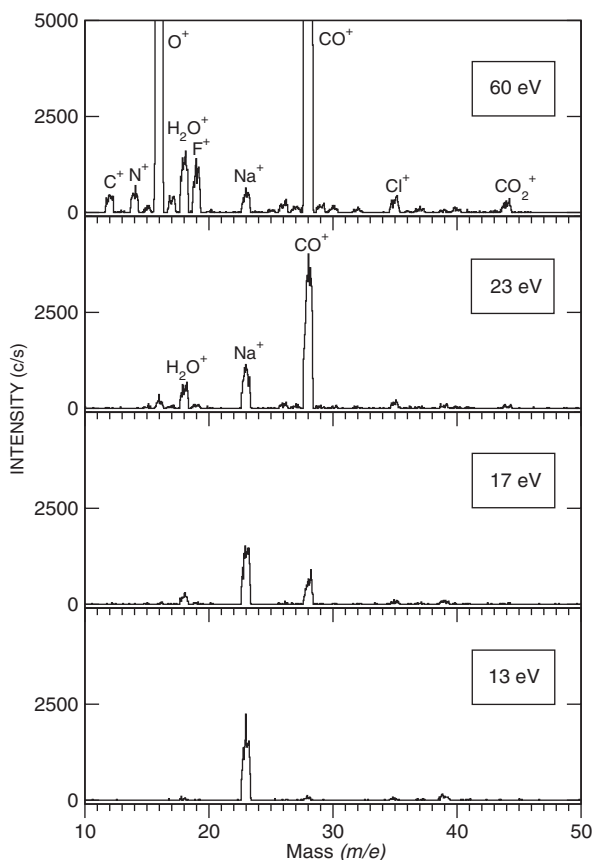 5000
O⁺
CO⁺
60 eV
2500
H₂O⁺
F⁺
C⁺
N⁺
Na⁺
Cl⁺
CO₂⁺
0
CO⁺
23 eV
2500
H₂O⁺
Na⁺
0
INTENSITY (c/s)
17 eV
2500
0
13 eV
2500
0
10 20 30 40 50
Mass (m/e)